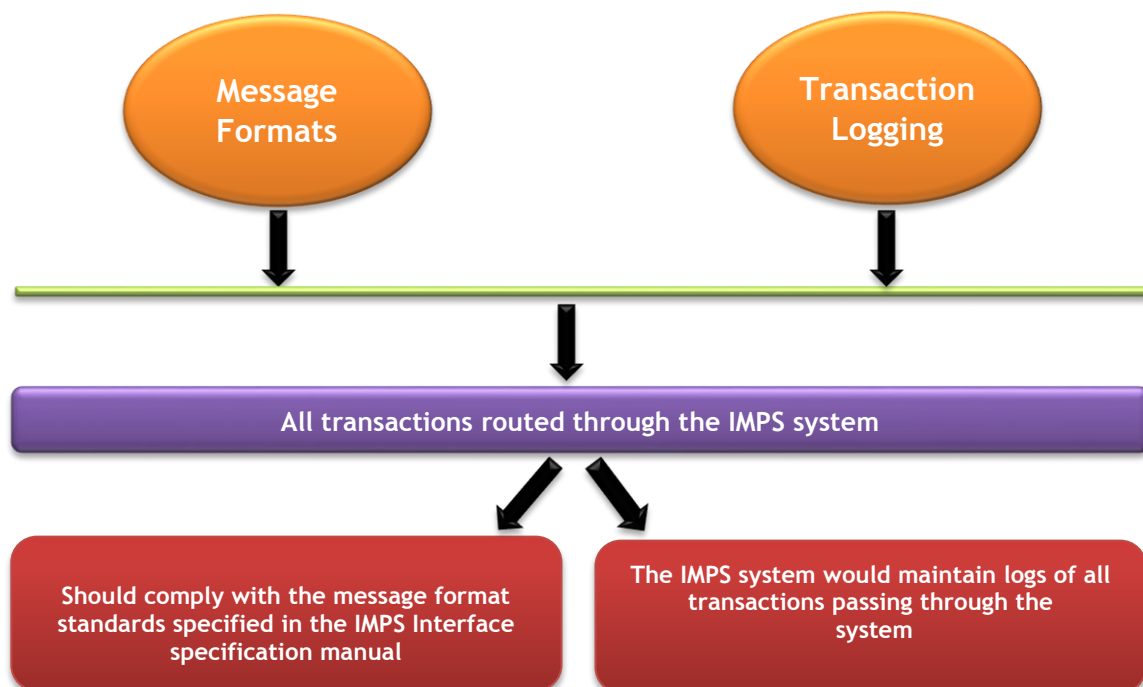 Message
Formats
Transaction
Logging
All transactions routed through the IMPS system
Should comply with the message format
standards specified in the IMPS Interface
specification manual
The IMPS system would maintain logs of all
transactions passing through the
system